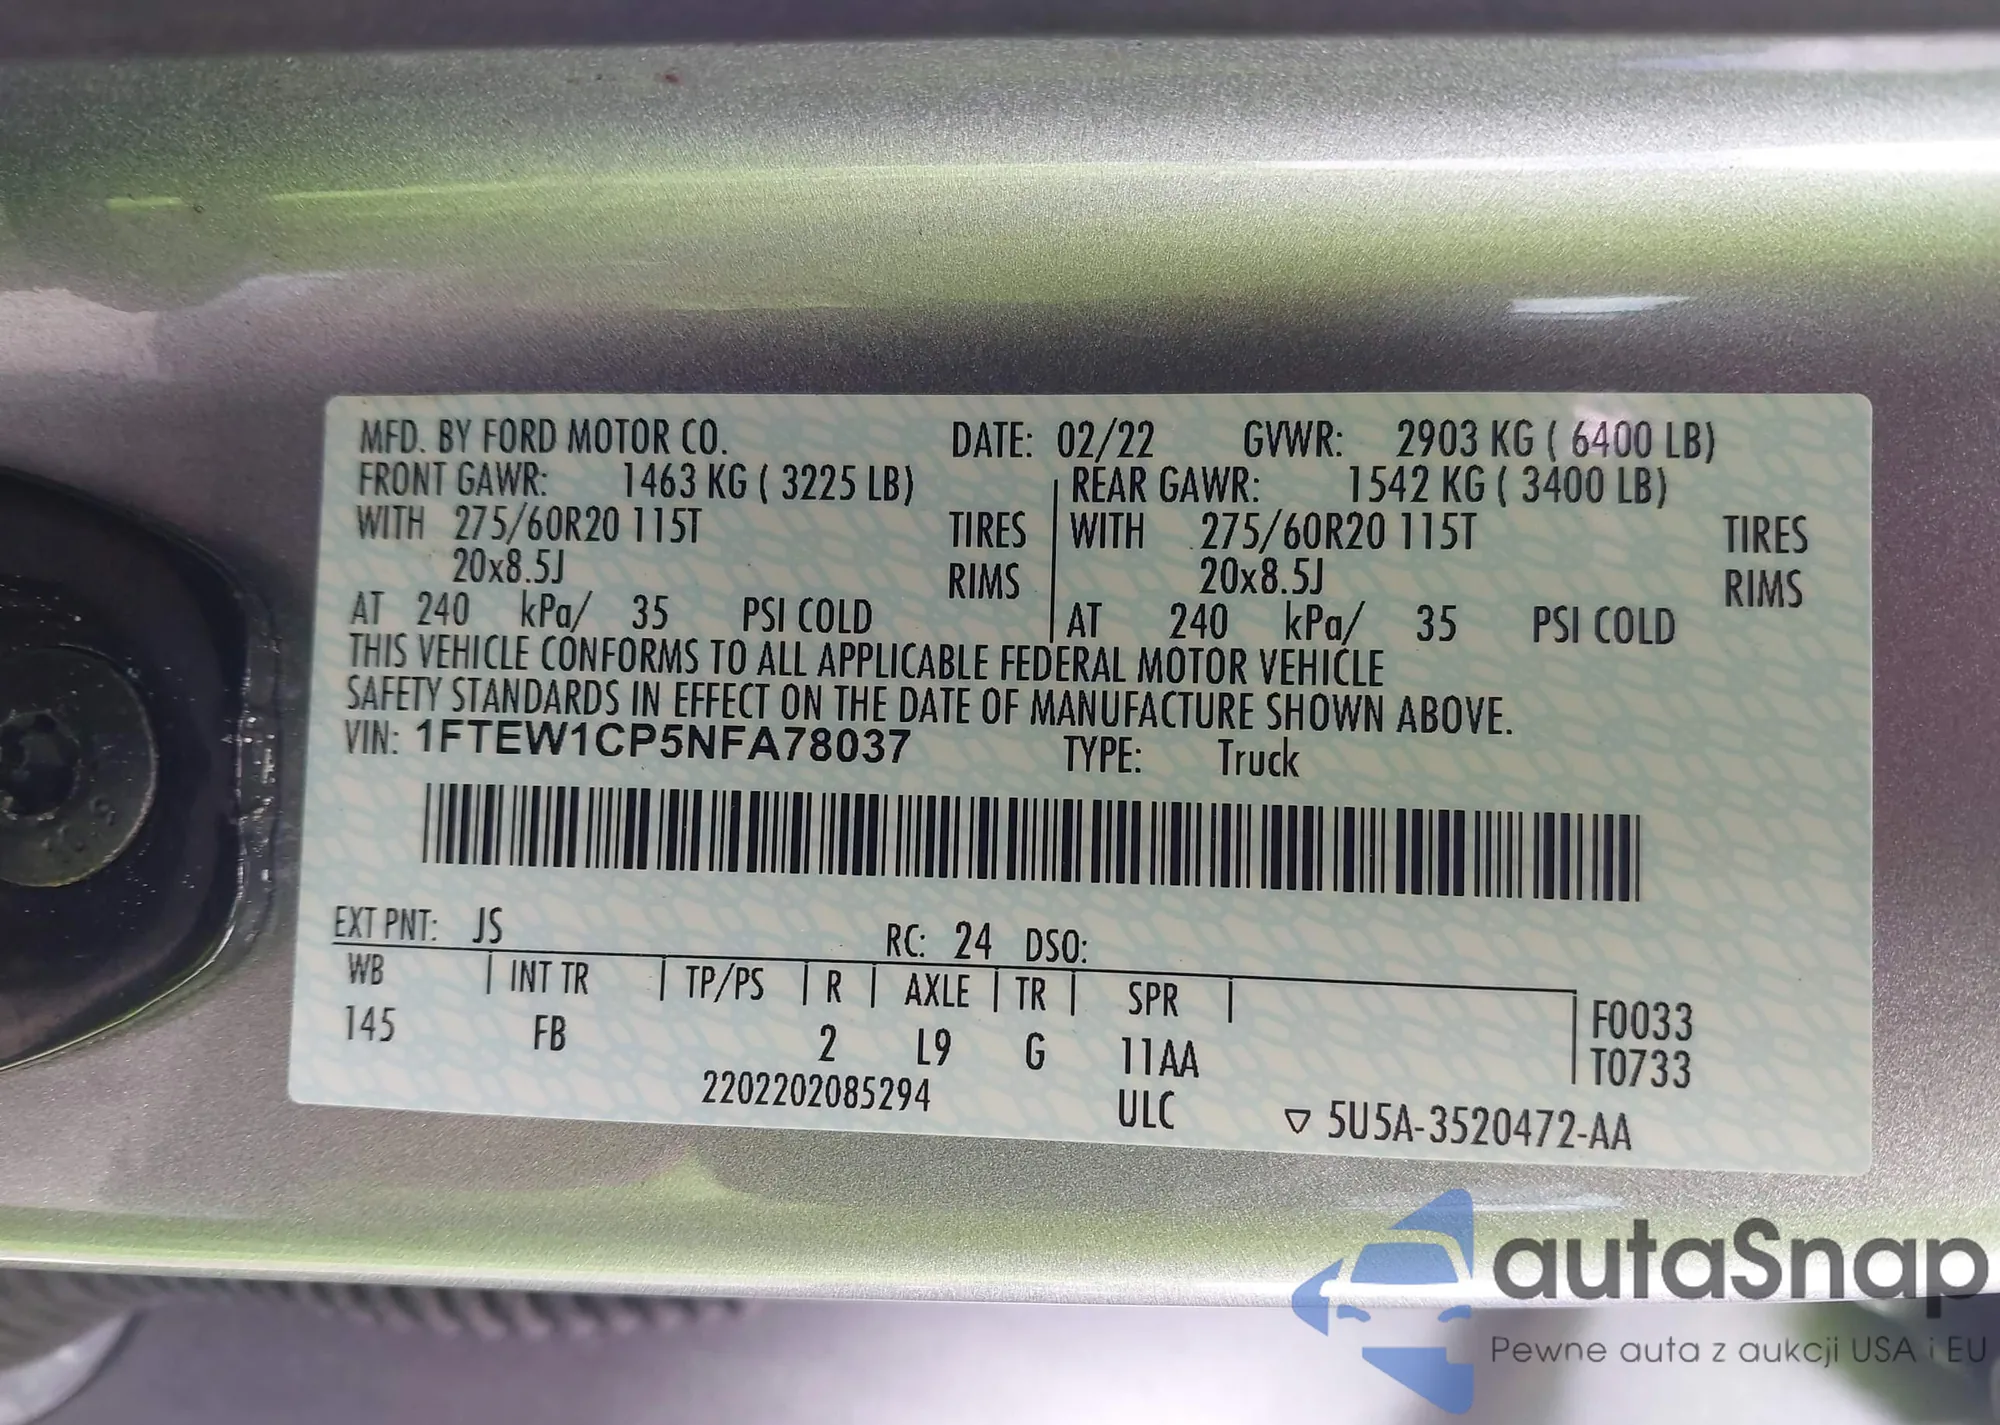 MFD. BY FORD MOTOR CO. DATE: 02/22 GVWR: 2903 KG ( 6400 LB)
FRONT GAWR: 1463 KG ( 3225 LB) REAR GAWR: 1542 KG ( 3400 LB)
WITH 275/60R20 115T TIRES WITH 275/60R20 115T TIRES
20x8.5J RIMS 20x8.5J RIMS
AT 240 kPa/ 35 PSI COLD AT 240 kPa/ 35 PSI COLD
THIS VEHICLE CONFORMS TO ALL APPLICABLE FEDERAL MOTOR VEHICLE
SAFETY STANDARDS IN EFFECT ON THE DATE OF MANUFACTURE SHOWN ABOVE.
VIN: 1FTEW1CP5NFA78037 TYPE: Truck
EXT PNT: JS RC: 24 DSO:
WB INT TR TP/PS R AXLE TR SPR F0033
145 FB 2 L9 G 11AA T0733
2202202085294 ULC ▽ 5U5A-3520472-AA
autaSnap
Pewne auta z aukcji USA i EU